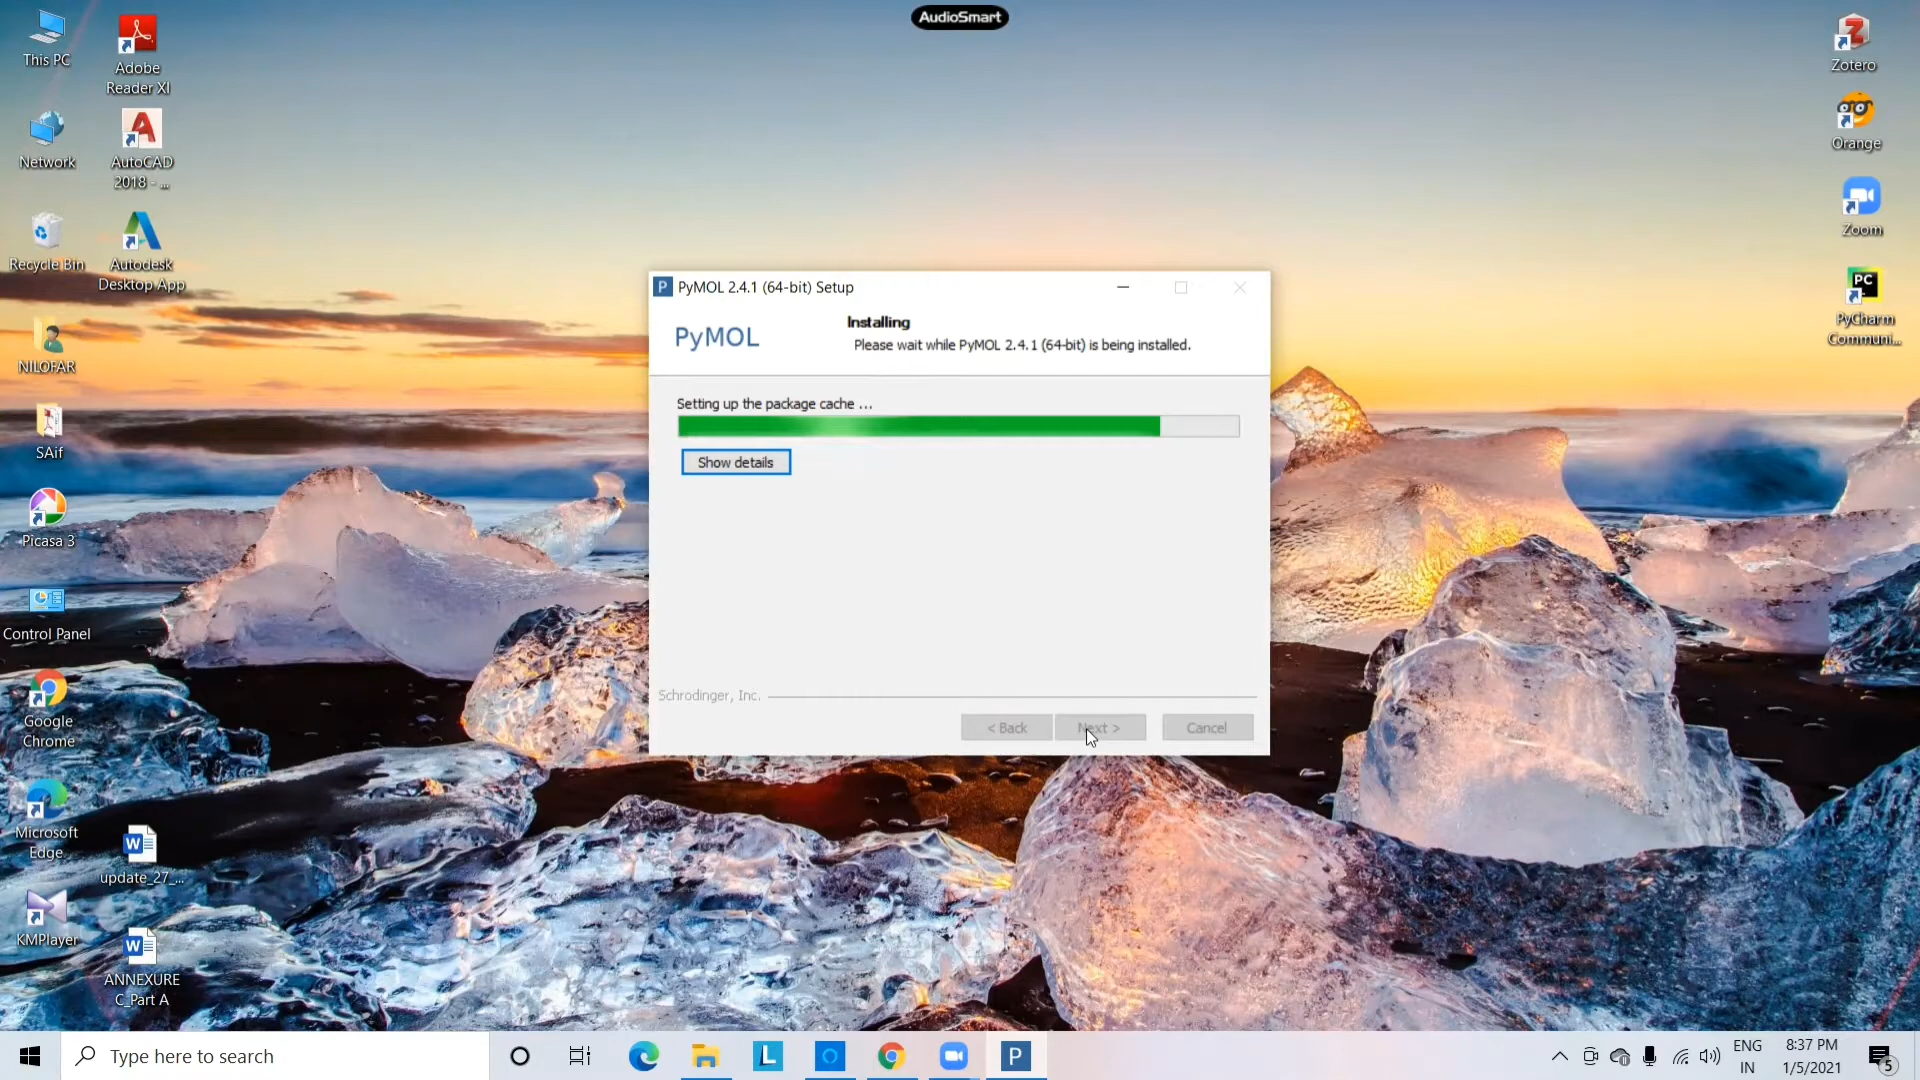 AudioSmart
This PC
Adobe
Reader XI
Network
AutoCAD
2018 - ...
Recycle Bin
Autodesk
Desktop App
NILOFAR
SAif
Picasa 3
Control Panel
Google
Chrome
Microsoft
Edge
update_27_...
KMPlayer
ANNEXURE
C_Part A
Zotero
Orange
Zoom
PC
PyCharm
Communi...
P PyMOL 2.4.1 (64-bit) Setup
PyMOL
Installing
Please wait while PyMOL 2.4.1 (64-bit) is being installed.
Setting up the package cache ...
Show details
Schrodinger, Inc.
< Back
Next >
Cancel
Type here to search
L
P
ENG
IN
8:37 PM
1/5/2021
5